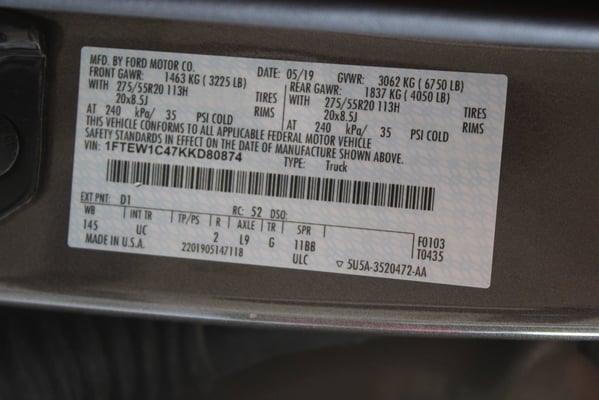 MFD. BY FORD MOTOR CO.
DATE: 05/19 GVWR: 3062 KG ( 6750 LB)
FRONT GAWR: 1463 KG ( 3225 LB) REAR GAWR: 1837 KG ( 4050 LB)
WITH 275/55R20 113H TIRES WITH 275/55R20 113H TIRES
20x8.5J RIMS 20x8.5J RIMS
AT 240 kPa/ 35 PSI COLD AT 240 kPa/ 35 PSI COLD
THIS VEHICLE CONFORMS TO ALL APPLICABLE FEDERAL MOTOR VEHICLE
SAFETY STANDARDS IN EFFECT ON THE DATE OF MANUFACTURE SHOWN ABOVE.
VIN: 1FTEW1C47KKD80874 TYPE: Truck
EXT PNT: D1 RC: 52 DSO:
WB INT TR TP/PS R AXLE TR SPR F0103
145 UC 2 L9 G 11BB T0435
MADE IN U.S.A. 2201905147118 ULC ▽ 5U5A-3520472-AA